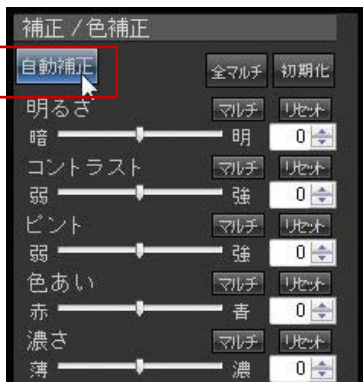 補正／色補正
自動補正 全マルチ 初期化
明るさ マルチ リセット
暗 明 0
コントラスト マルチ リセット
弱 強 0
ピント マルチ リセット
弱 強 0
色あい マルチ リセット
赤 青 0
濃さ マルチ リセット
薄 濃 0